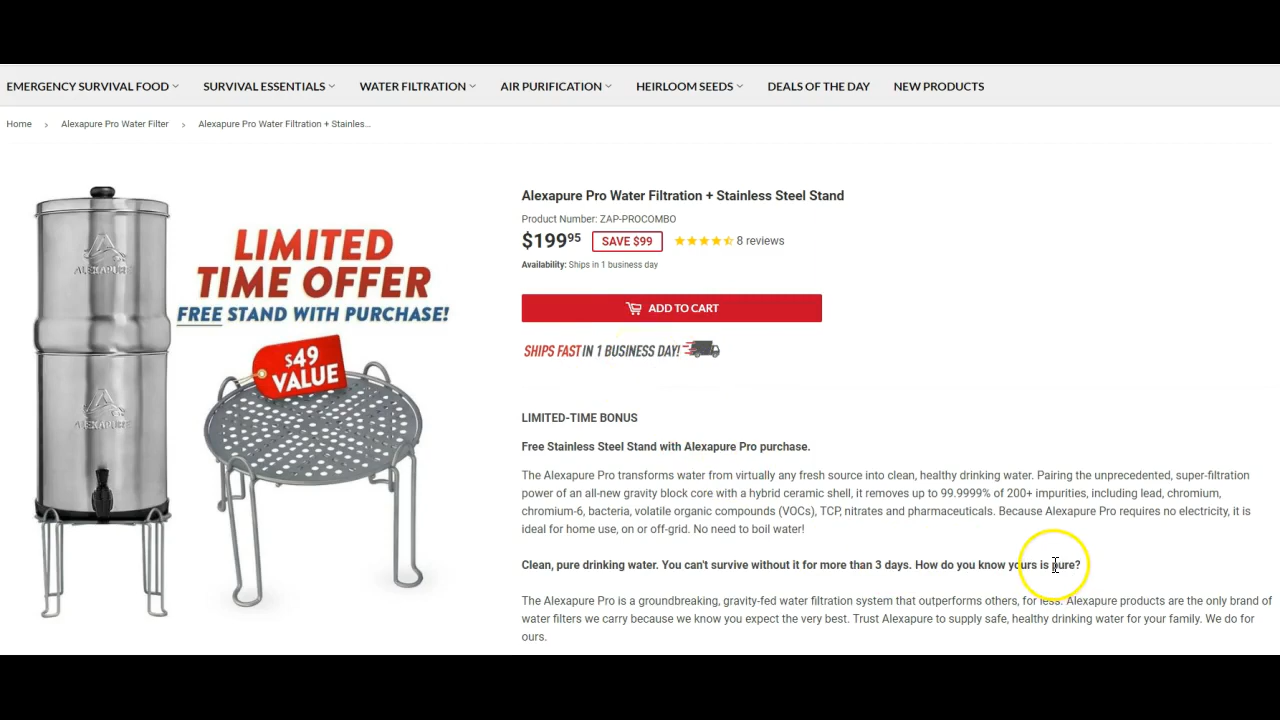 EMERGENCY SURVIVAL FOOD SURVIVAL ESSENTIALS WATER FILTRATION AIR PURIFICATION HEIRLOOM SEEDS DEALS OF THE DAY NEW PRODUCTS
Home › Alexapure Pro Water Filter › Alexapure Pro Water Filtration + Stainles...
ALEXAPURE
ALEXAPURE
LIMITED
TIME OFFER
FREE STAND WITH PURCHASE!
$49
VALUE
Alexapure Pro Water Filtration + Stainless Steel Stand
Product Number: ZAP-PROCOMBO
$19995 SAVE $99 8 reviews
Availability: Ships in 1 business day
ADD TO CART
SHIPS FAST IN 1 BUSINESS DAY!
LIMITED-TIME BONUS
Free Stainless Steel Stand with Alexapure Pro purchase.
The Alexapure Pro transforms water from virtually any fresh source into clean, healthy drinking water. Pairing the unprecedented, super-filtration
power of an all-new gravity block core with a hybrid ceramic shell, it removes up to 99.9999% of 200+ impurities, including lead, chromium,
chromium-6, bacteria, volatile organic compounds (VOCs), TCP, nitrates and pharmaceuticals. Because Alexapure Pro requires no electricity, it is
ideal for home use, on or off-grid. No need to boil water!
Clean, pure drinking water. You can't survive without it for more than 3 days. How do you know yours is pure?
The Alexapure Pro is a groundbreaking, gravity-fed water filtration system that outperforms others, for less. Alexapure products are the only brand of
water filters we carry because we know you expect the very best. Trust Alexapure to supply safe, healthy drinking water for your family. We do for
ours.